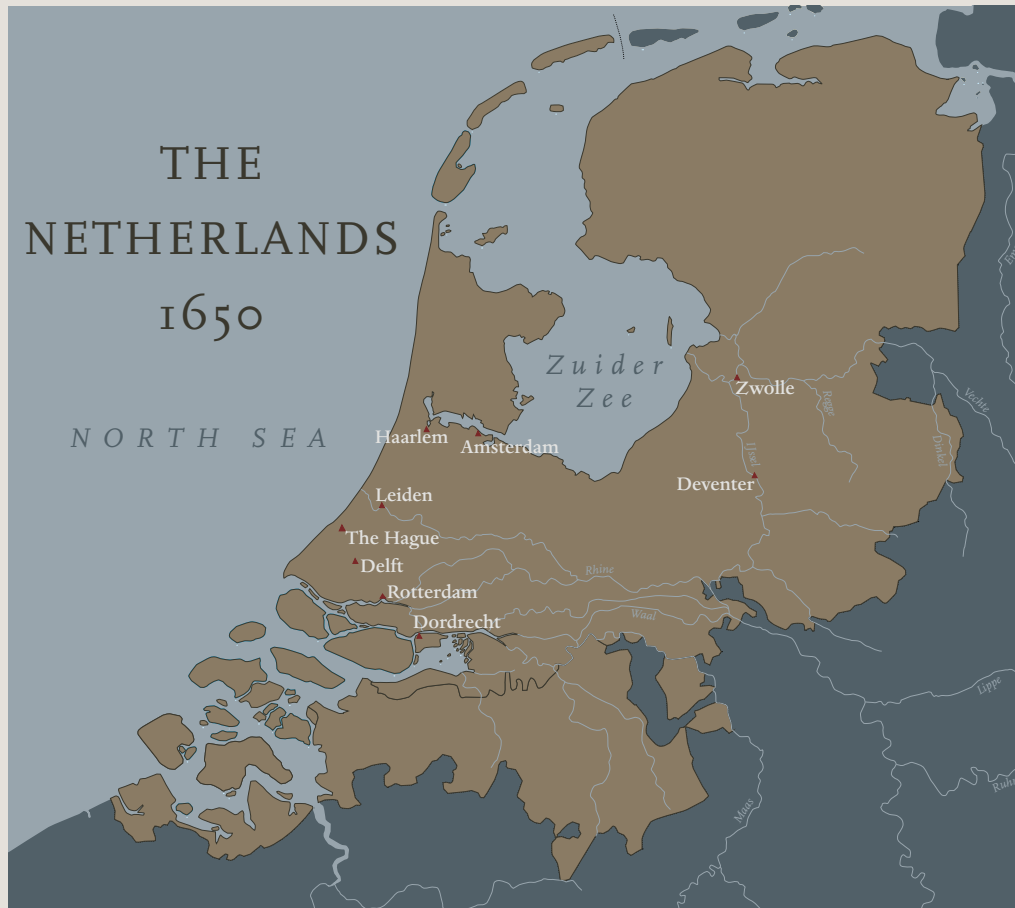 THE
NETHERLANDS
1650
Zuider
Zee
NORTH SEA
Zwolle
Regge
Vechte
Haarlem
Amsterdam
IJssel
Dinkel
Deventer
Leiden
The Hague
Delft
Rhine
Rotterdam
Waal
Dordrecht
Lippe
Maas